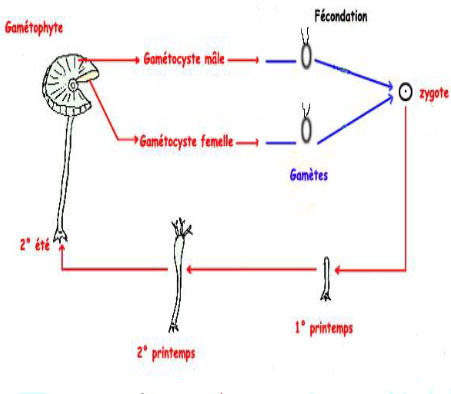 Fécondation
Gamétophyte
Gamétocyste mâle
zygote
Gamétocyste femelle
Gamètes
2° été
1° printemps
2° printemps